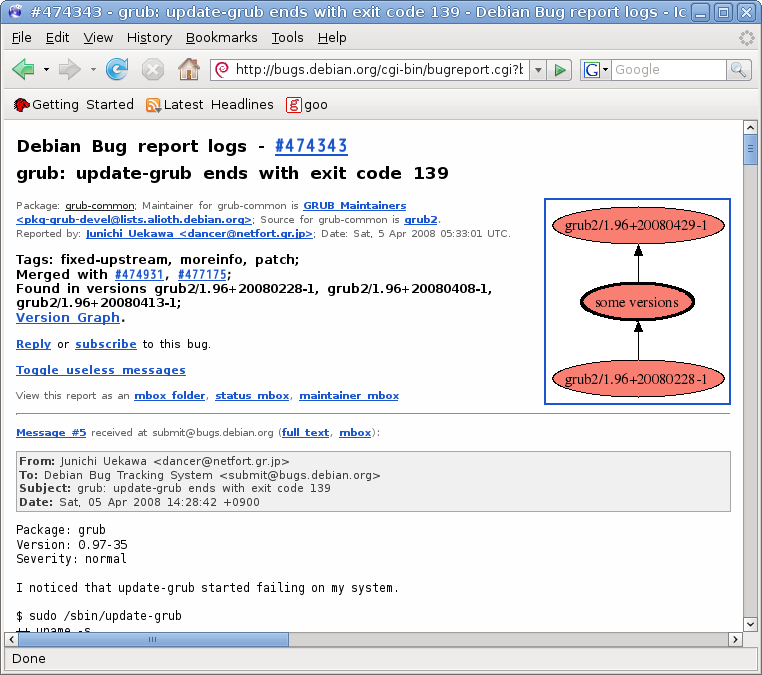 #474343 - grub: update-grub ends with exit code 139 - Debian Bug report logs - Ic
File Edit View History Bookmarks Tools Help
http://bugs.debian.org/cgi-bin/bugreport.cgi?b
G Google
Getting Started Latest Headlines g goo
Debian Bug report logs - #474343
grub: update-grub ends with exit code 139
Package: grub-common; Maintainer for grub-common is GRUB Maintainers
<pkg-grub-devel@lists.alioth.debian.org>; Source for grub-common is grub2.
Reported by: Junichi Uekawa <dancer@netfort.gr.jp>; Date: Sat, 5 Apr 2008 05:33:01 UTC.
Tags: fixed-upstream, moreinfo, patch;
Merged with #474931, #477175;
Found in versions grub2/1.96+20080228-1, grub2/1.96+20080408-1,
grub2/1.96+20080413-1;
Version Graph.
Reply or subscribe to this bug.
Toggle useless messages
View this report as an mbox folder, status mbox, maintainer mbox
grub2/1.96+20080429-1
some versions
grub2/1.96+20080228-1
Message #5 received at submit@bugs.debian.org (full text, mbox):
From: Junichi Uekawa <dancer@netfort.gr.jp>
To: Debian Bug Tracking System <submit@bugs.debian.org>
Subject: grub: update-grub ends with exit code 139
Date: Sat, 05 Apr 2008 14:28:42 +0900
Package: grub
Version: 0.97-35
Severity: normal
I noticed that update-grub started failing on my system.
$ sudo /sbin/update-grub
++ uname -s
Done